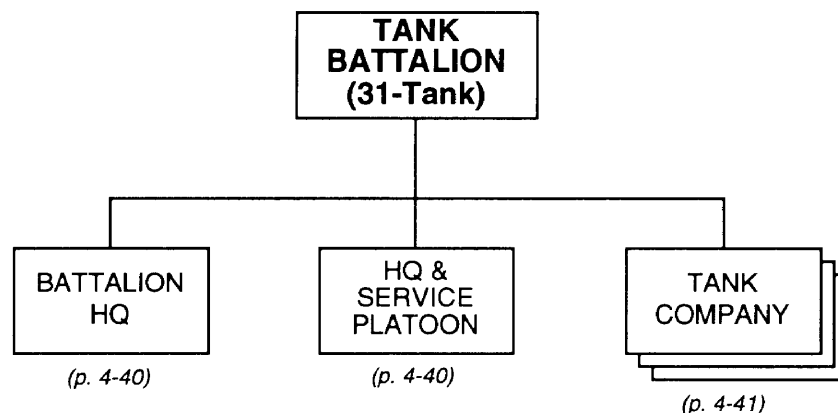 TANK
BATTALION
(31-Tank)
BATTALION
HQ
(p. 4-40)
HQ &
SERVICE
PLATOON
(p. 4-40)
TANK
COMPANY
(p. 4-41)